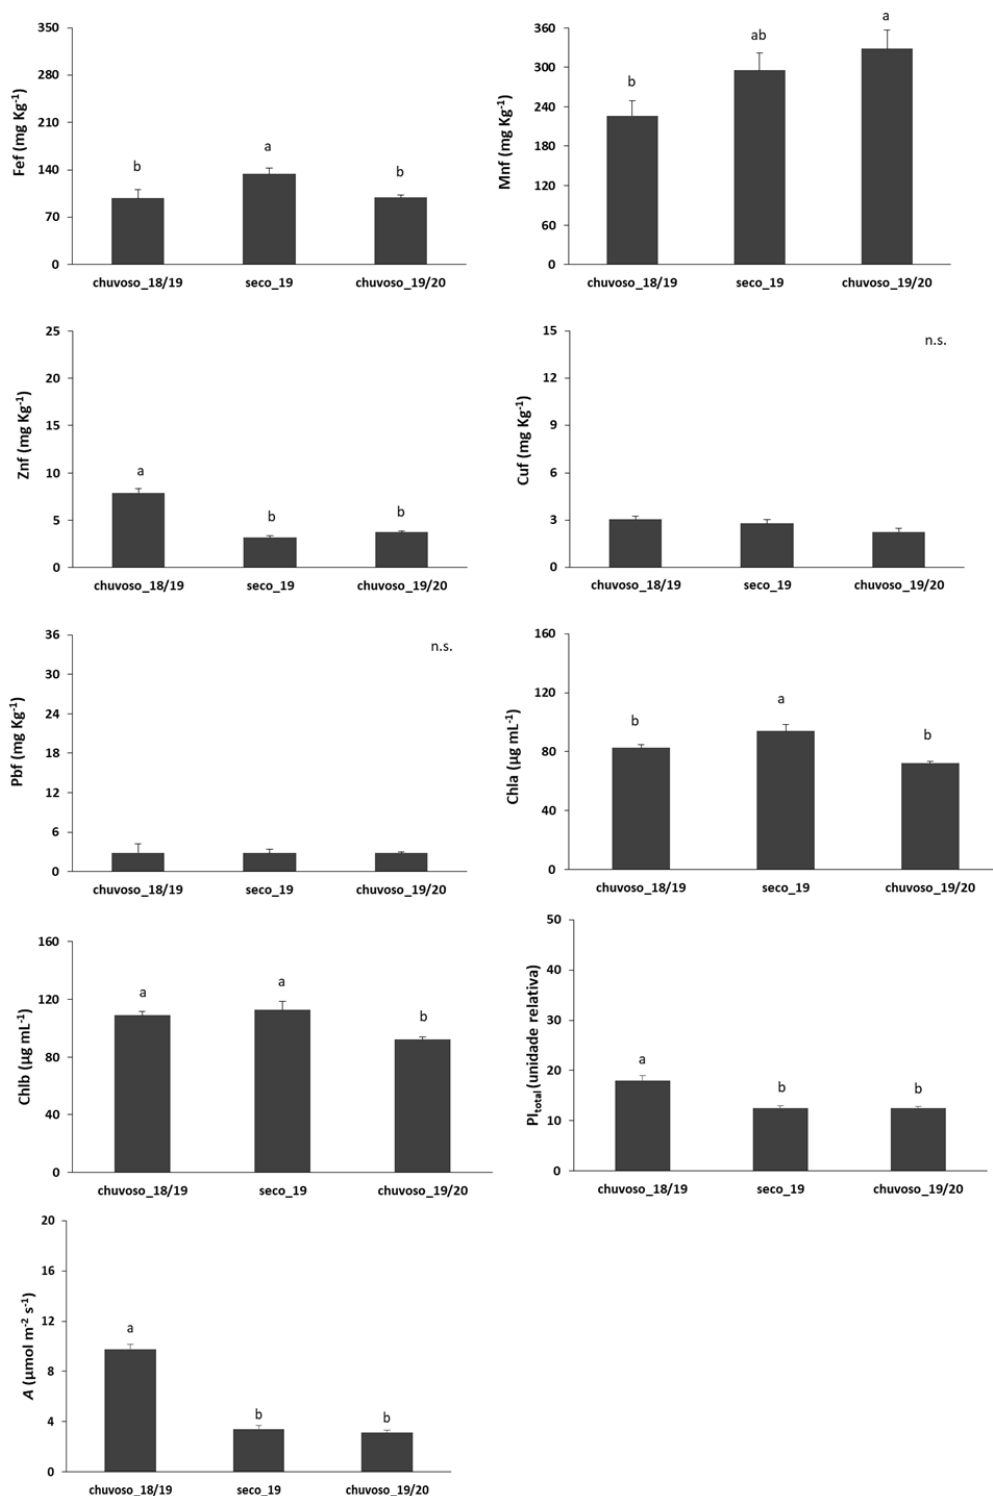 Fef (mg Kg⁻¹)
350
280
210
140
70
0
b
a
b
chuvoso_18/19 seco_19 chuvoso_19/20
Mnf (mg Kg⁻¹)
360
300
240
180
120
60
0
b
ab
a
chuvoso_18/19 seco_19 chuvoso_19/20
Znf (mg Kg⁻¹)
25
20
15
10
5
0
a
b
b
chuvoso_18/19 seco_19 chuvoso_19/20
Cuf (mg Kg⁻¹)
15
12
9
6
3
0
n.s.
chuvoso_18/19 seco_19 chuvoso_19/20
Pbf (mg Kg⁻¹)
36
30
24
18
12
6
0
n.s.
chuvoso_18/19 seco_19 chuvoso_19/20
Chla (µg mL⁻¹)
160
120
80
40
0
b
a
b
chuvoso_18/19 seco_19 chuvoso_19/20
Chlb (µg mL⁻¹)
160
120
80
40
0
a
a
b
chuvoso_18/19 seco_19 chuvoso_19/20
PI_total (unidade relativa)
50
40
30
20
10
0
a
b
b
chuvoso_18/19 seco_19 chuvoso_19/20
A (µmol m⁻² s⁻¹)
20
16
12
8
4
0
a
b
b
chuvoso_18/19 seco_19 chuvoso_19/20